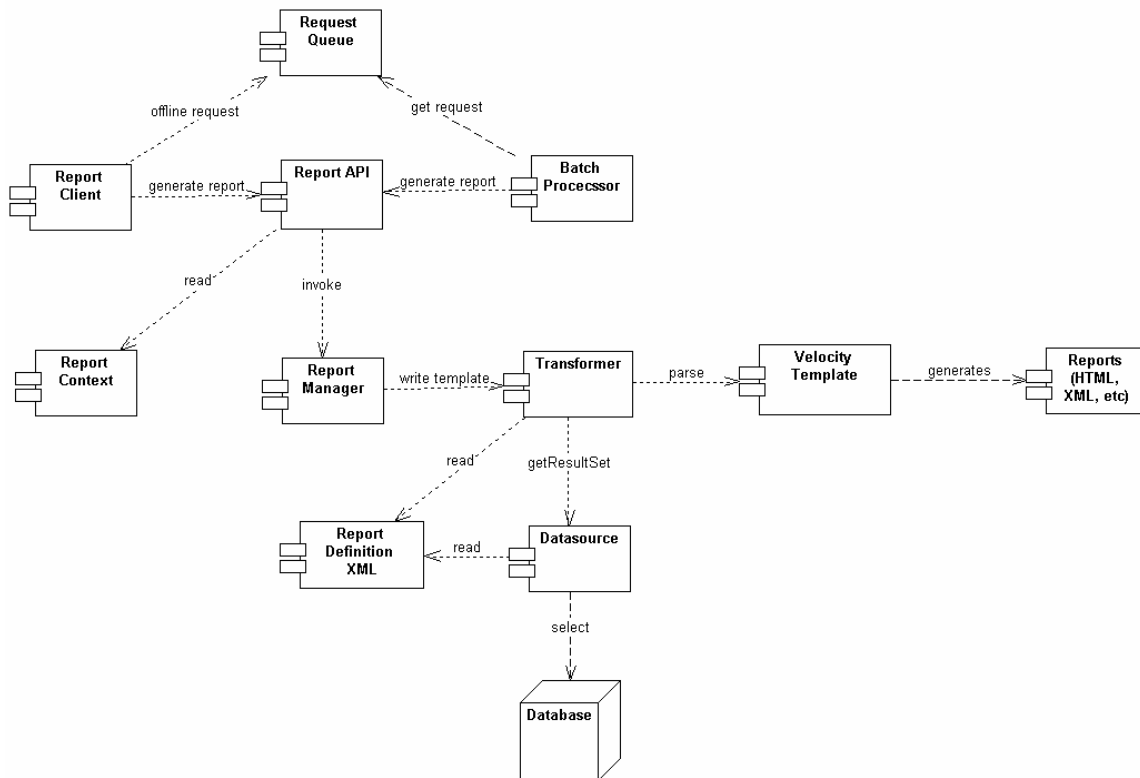 Request
Queue
offline request
get request
Report
Client
generate report
Report API
generate report
Batch
Procecssor
read
invoke
Report
Context
Report
Manager
write template
Transformer
parse
Velocity
Template
generates
Reports
(HTML,
XML, etc)
read
getResultSet
Report
Definition
XML
read
Datasource
select
Database